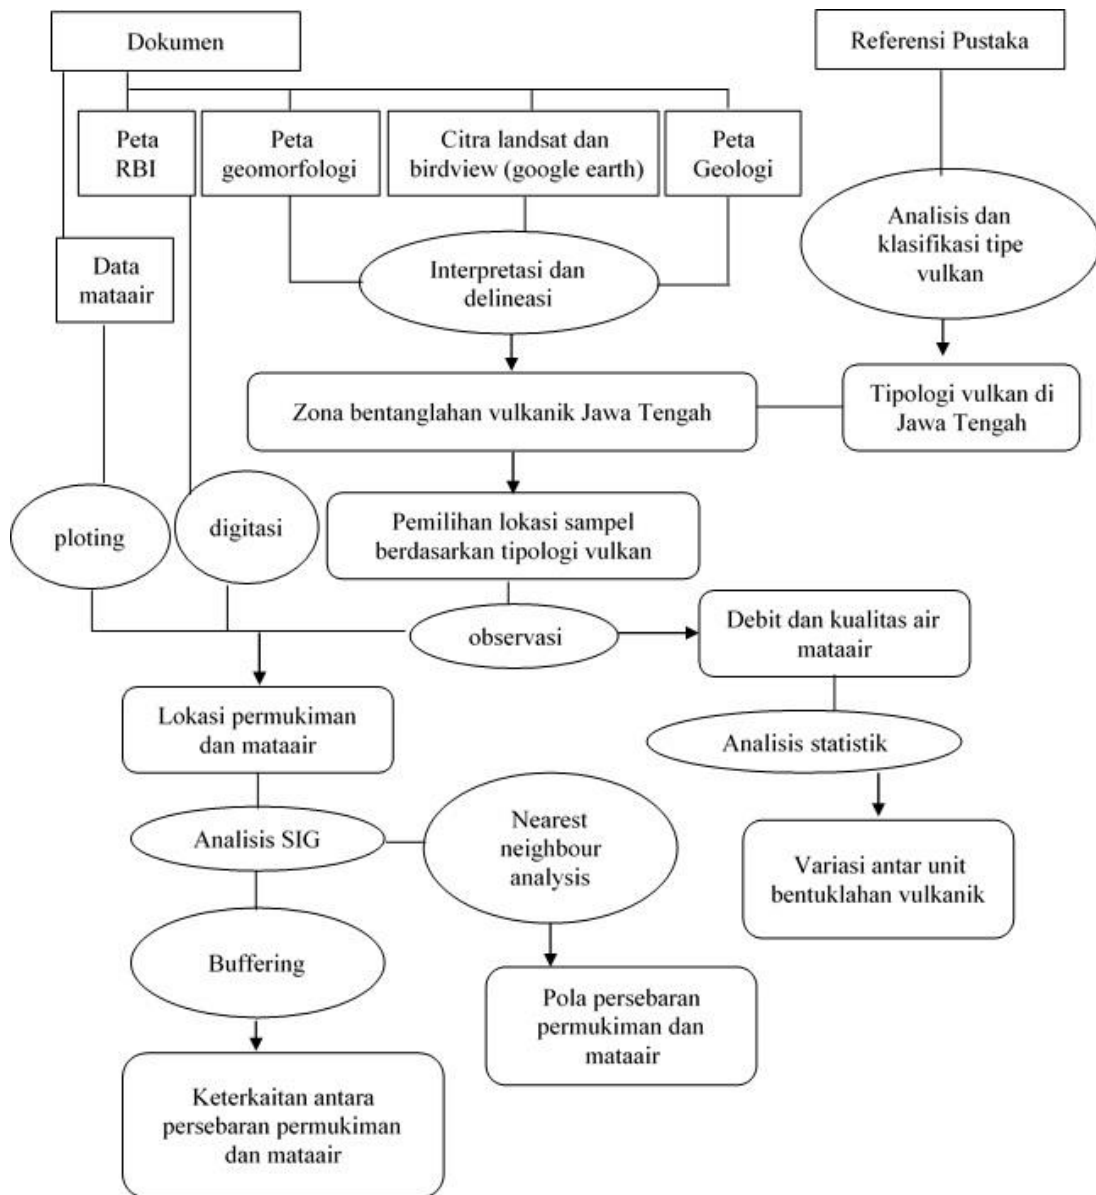 Dokumen
Referensi Pustaka
Peta
RBI
Peta
geomorfologi
Citra landsat dan
birdview (google earth)
Peta
Geologi
Analisis dan
klasifikasi tipe
vulkan
Data
mataair
Interpretasi dan
delineasi
Zona bentanglahan vulkanik Jawa Tengah
Tipologi vulkan di
Jawa Tengah
ploting
digitasi
Pemilihan lokasi sampel
berdasarkan tipologi vulkan
observasi
Debit dan kualitas air
mataair
Lokasi permukiman
dan mataair
Analisis statistik
Analisis SIG
Nearest
neighbour
analysis
Variasi antar unit
bentuklahan vulkanik
Buffering
Pola persebaran
permukiman dan
mataair
Keterkaitan antara
persebaran permukiman
dan mataair